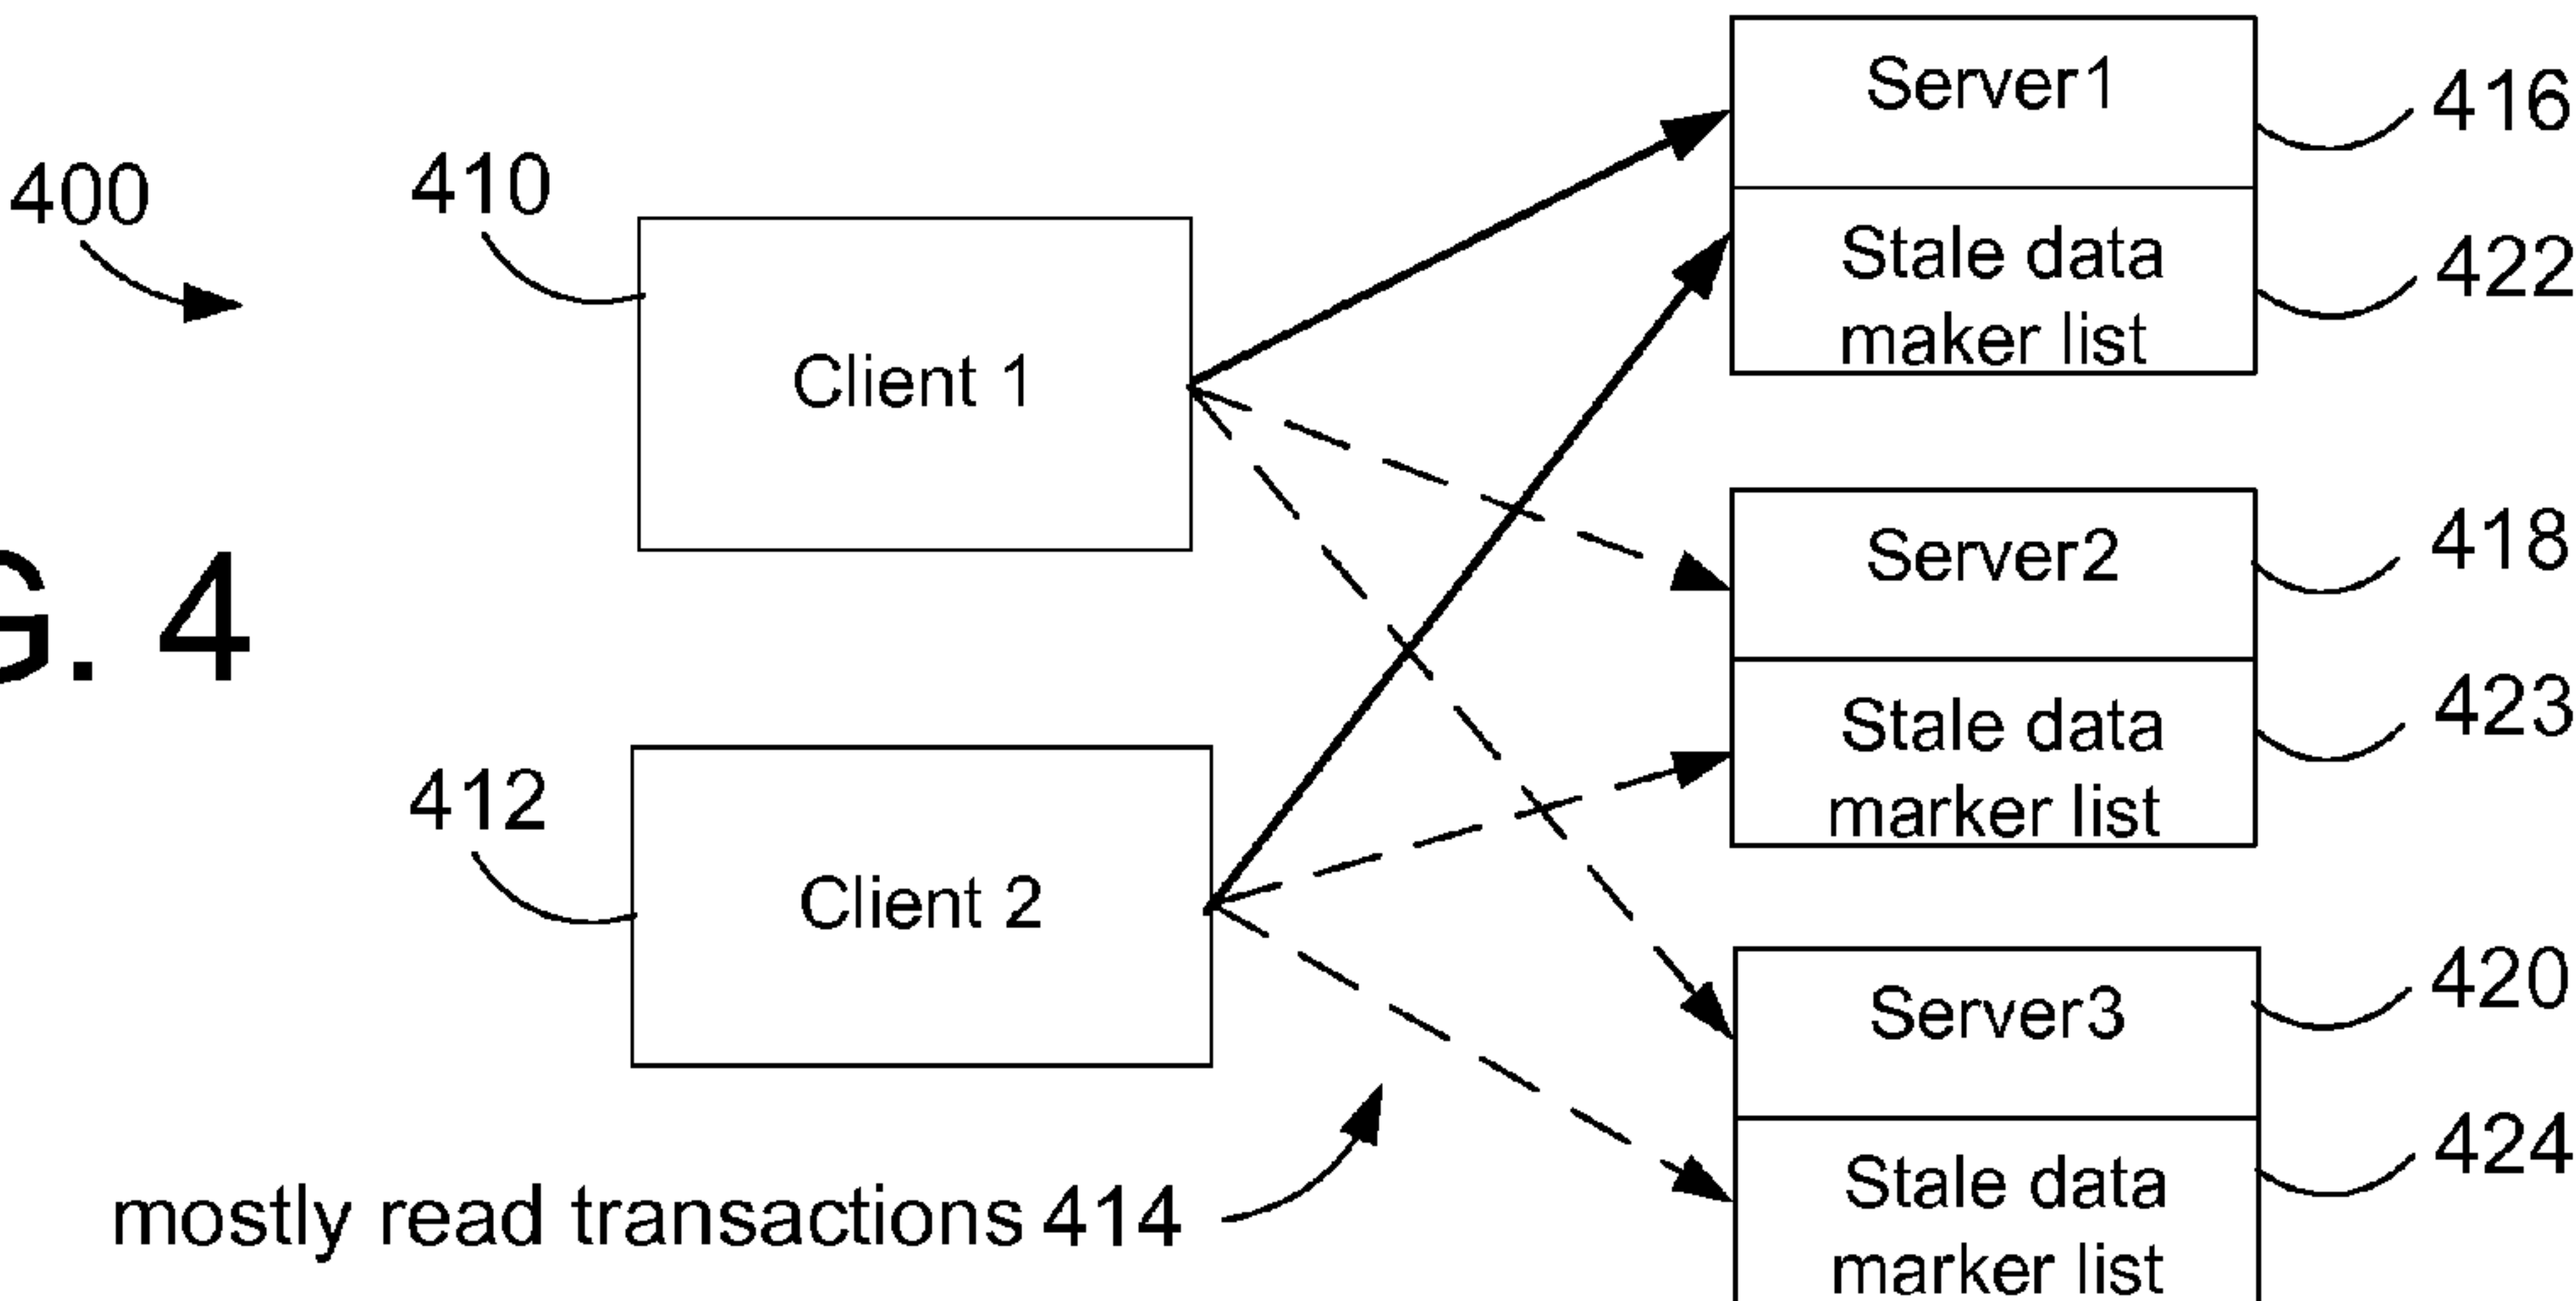 400
410
Client 1
412
Client 2
mostly read transactions 414
G. 4
Server1
416
Stale data
maker list
422
Server2
418
Stale data
marker list
423
Server3
420
Stale data
marker list
424